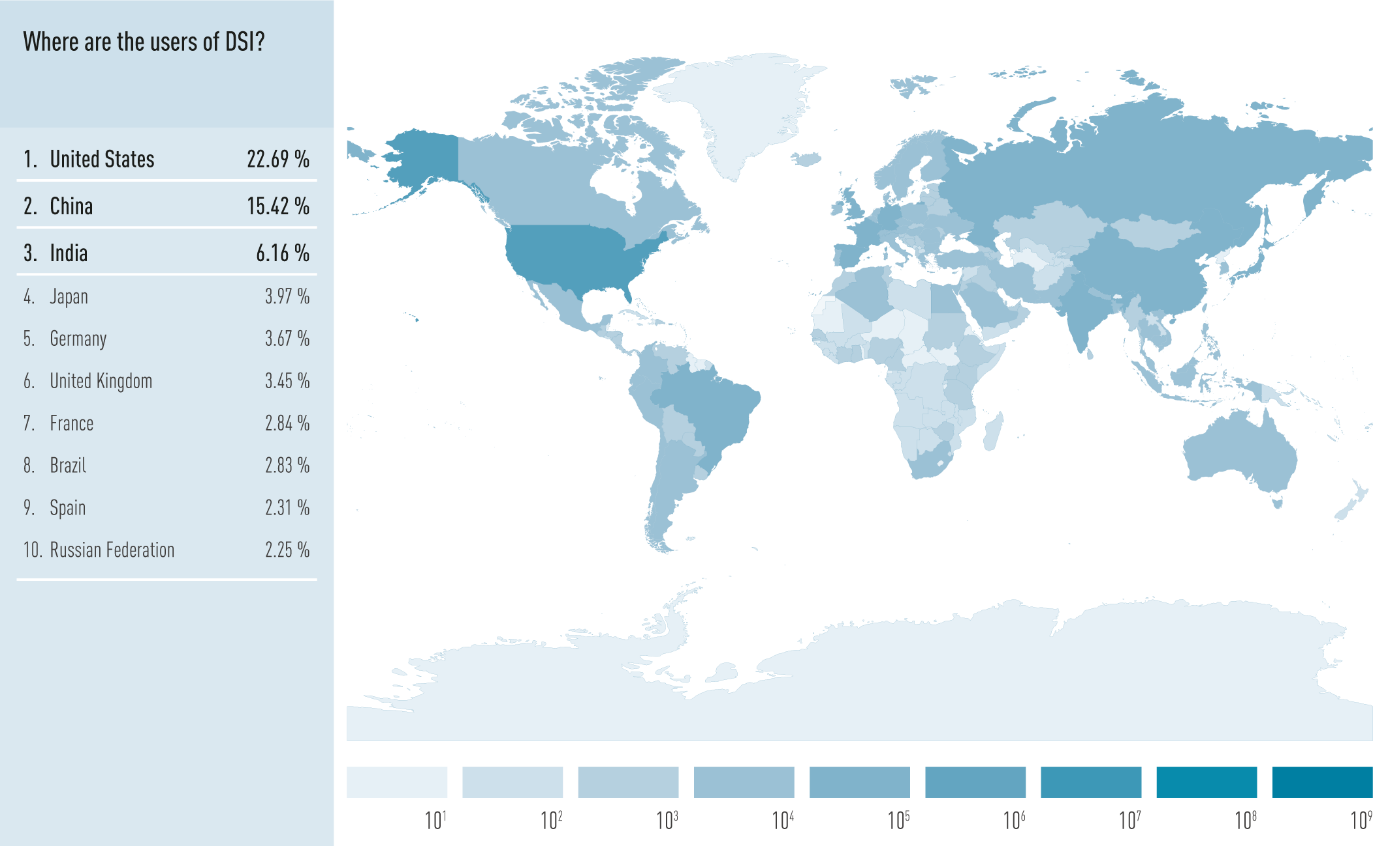 Where are the users of DSI?
1. United States 22.69 %
2. China 15.42 %
3. India 6.16 %
4. Japan 3.97 %
5. Germany 3.67 %
6. United Kingdom 3.45 %
7. France 2.84 %
8. Brazil 2.83 %
9. Spain 2.31 %
10. Russian Federation 2.25 %
10¹ 10² 10³ 10⁴ 10⁵ 10⁶ 10⁷ 10⁸ 10⁹